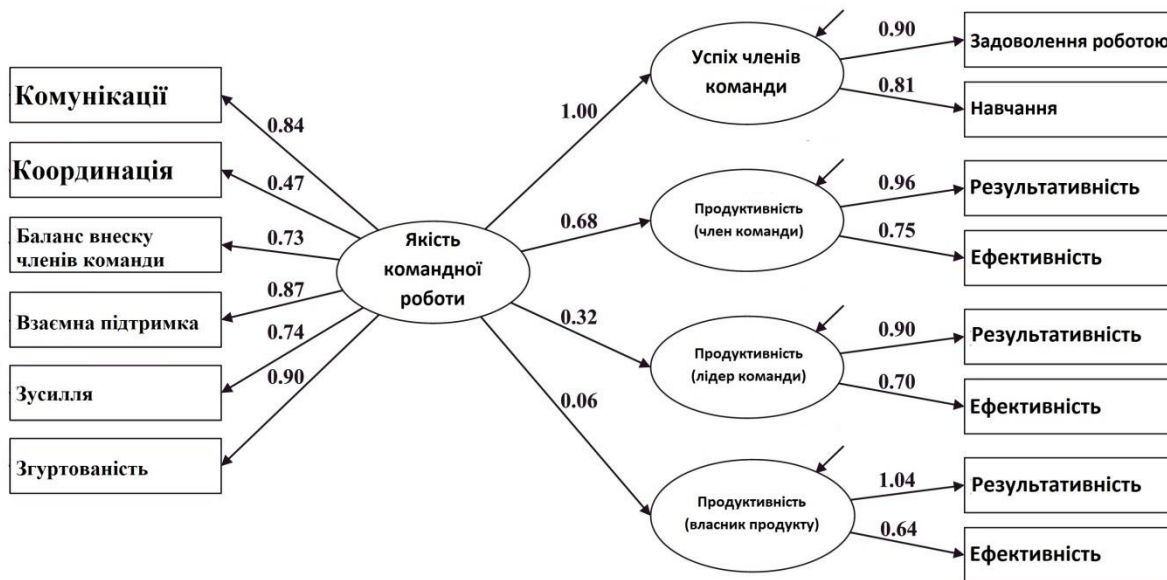 Комунікації
Координація
Баланс внеску
членів команди
Взаємна підтримка
Зусилля
Згуртованість
0.84
0.47
0.73
0.87
0.74
0.90
Якість
командної
роботи
1.00
0.68
0.32
0.06
Успіх членів
команди
0.90
0.81
Задоволення роботою
Навчання
Продуктивність
(член команди)
0.96
0.75
Результативність
Ефективність
Продуктивність
(лідер команди)
0.90
0.70
Результативність
Ефективність
Продуктивність
(власник продукту)
1.04
0.64
Результативність
Ефективність